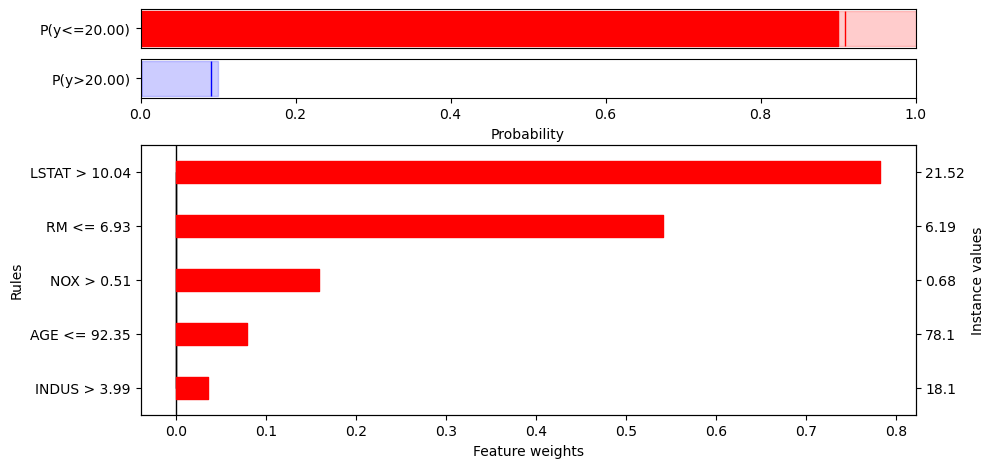 P(y<=20.00)
P(y>20.00)
0.0 0.2 0.4 0.6 0.8 1.0
Probability
LSTAT > 10.04 21.52
RM <= 6.93 6.19
NOX > 0.51 0.68
AGE <= 92.35 78.1
INDUS > 3.99 18.1
Rules
Instance values
0.0 0.1 0.2 0.3 0.4 0.5 0.6 0.7 0.8
Feature weights